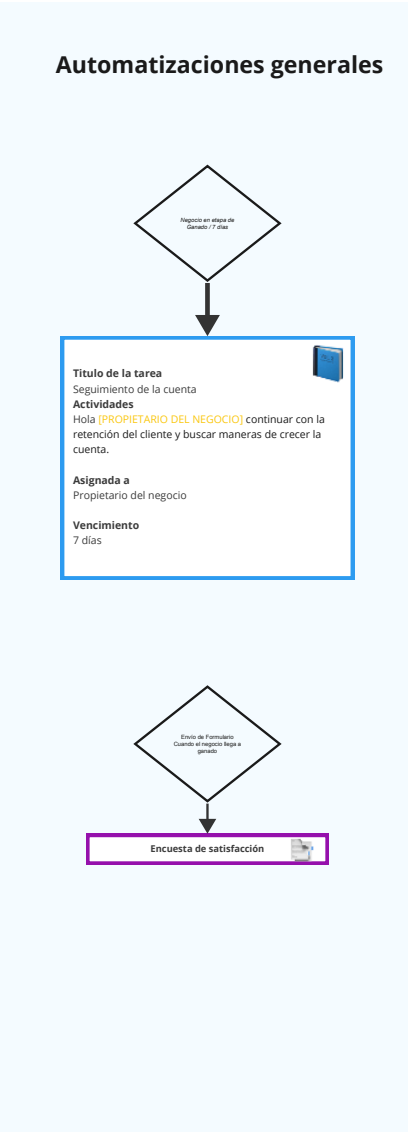 Automatizaciones generales
Negocio en etapa de
Ganado / 7 dias
Titulo de la tarea
Seguimiento de la cuenta
Actividades
Hola [PROPIETARIO DEL NEGOCIO] continuar con la
retención del cliente y buscar maneras de crecer la
cuenta.
Asignada a
Propietario del negocio
Vencimiento
7 días
Envio de Formulario
Cuando el negocio llega a
ganado
Encuesta de satisfacción